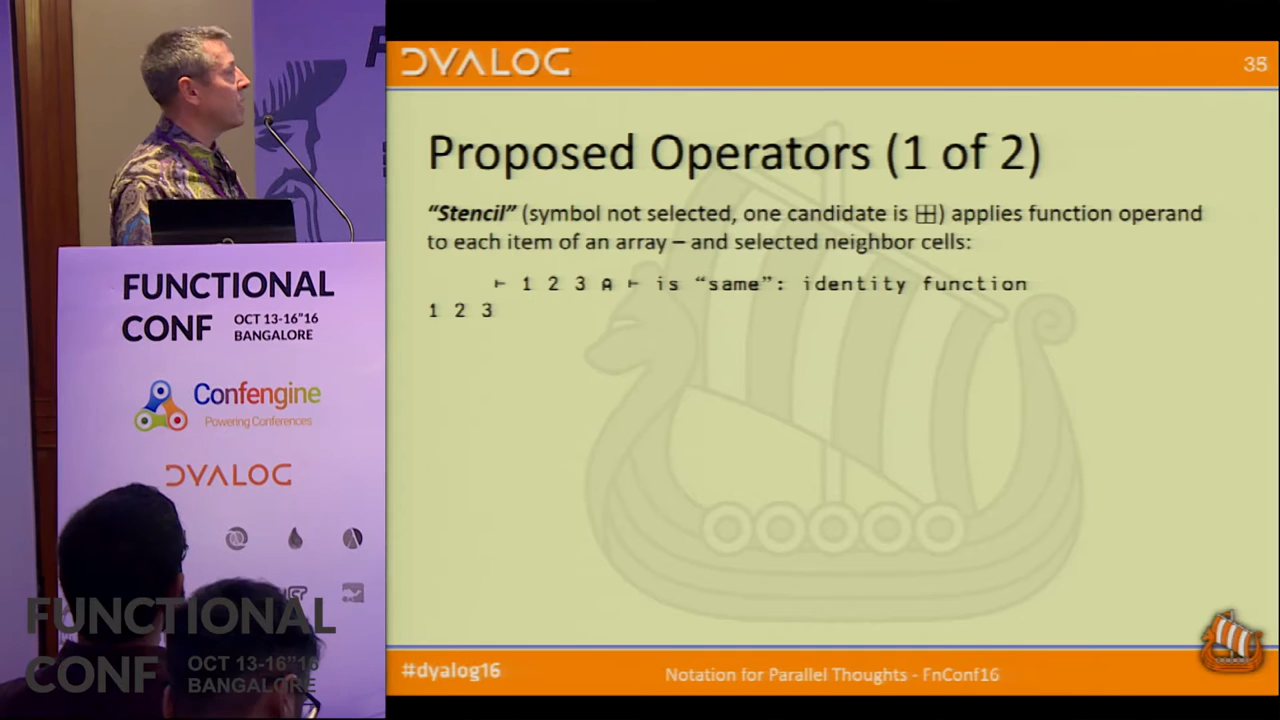 DYALOG
35
Proposed Operators (1 of 2)
“Stencil” (symbol not selected, one candidate is ⌺) applies function operand
to each item of an array – and selected neighbor cells:
⊢ 1 2 3 ⍝ ⊢ is “same”: identity function
1 2 3
#dyalog16
Notation for Parallel Thoughts - FnConf16
FUNCTIONAL
CONF
OCT 13-16"16
BANGALORE
Confengine
Powering Conferences
DYALOG
FUNCTIONAL
CONF
OCT 13-16"16
BANGALORE